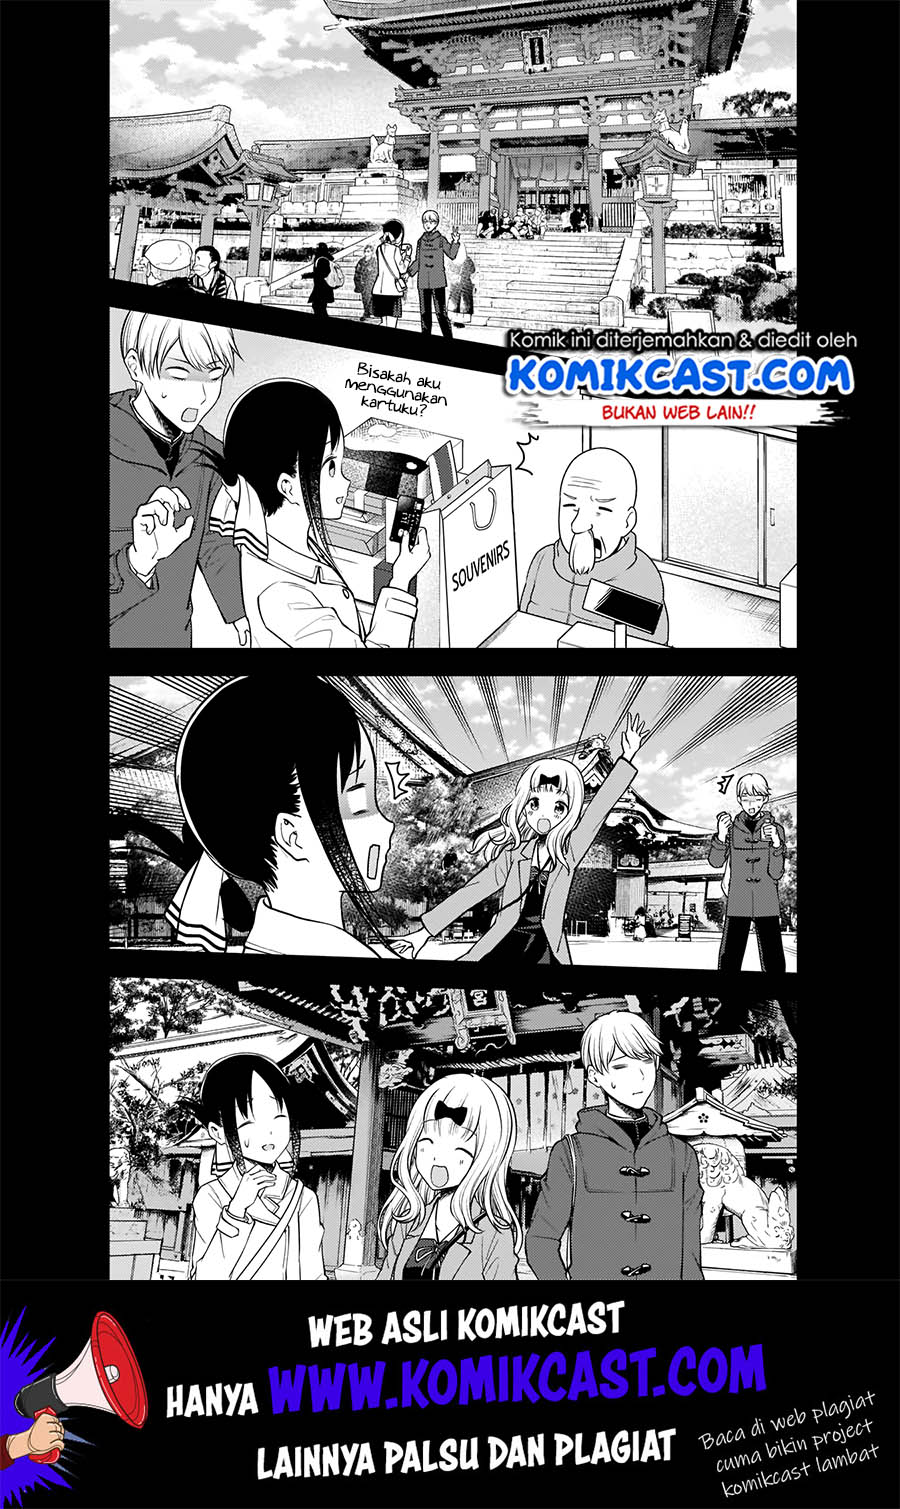 Komik ini diterjemahkan & diedit oleh
KOMIKCAST.COM
BUKAN WEB LAIN!!
Bisakah aku
menggunakan
kartuku?
SOUVENIRS
WEB ASLI KOMIKCAST
HANYA WWW.KOMIKCAST.COM
LAINNYA PALSU DAN PLAGIAT
Baca di web plagiat
cuma bikin project
komikcast lambat